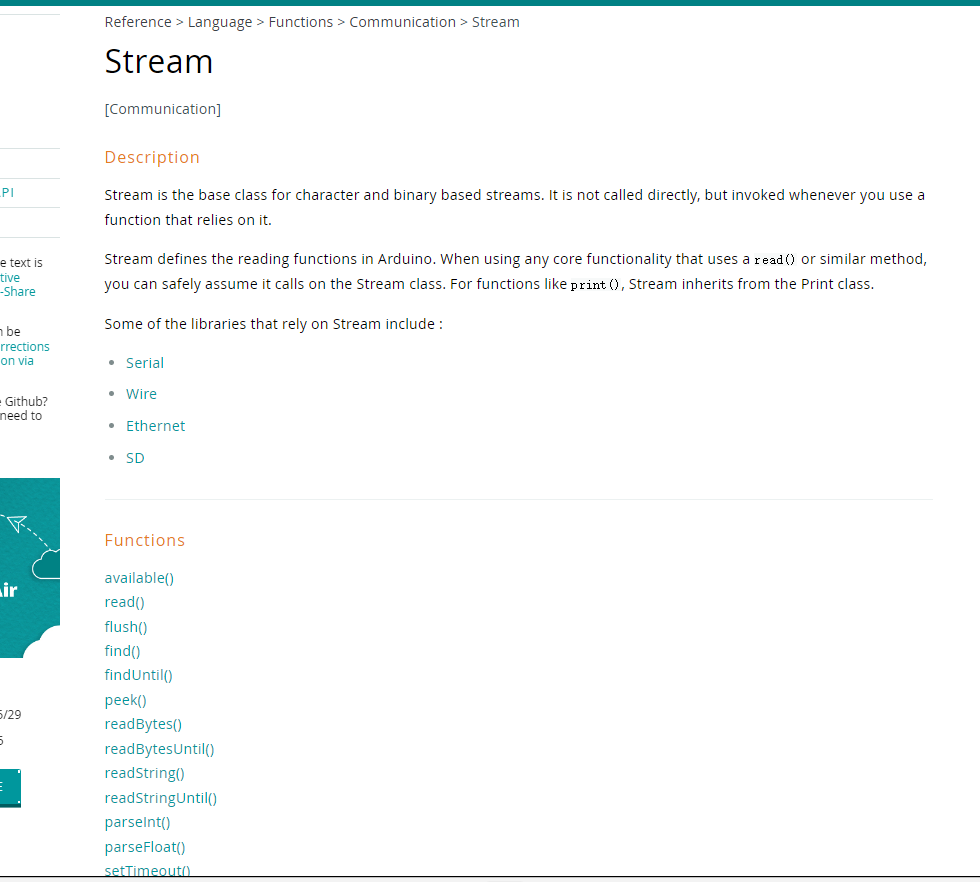 Reference > Language > Functions > Communication > Stream
Stream
[Communication]
Description
Stream is the base class for character and binary based streams. It is not called directly, but invoked whenever you use a
function that relies on it.
Stream defines the reading functions in Arduino. When using any core functionality that uses a read() or similar method,
you can safely assume it calls on the Stream class. For functions like print(), Stream inherits from the Print class.
Some of the libraries that rely on Stream include :
Serial
Wire
Ethernet
SD
Functions
available()
read()
flush()
find()
findUntil()
peek()
readBytes()
readBytesUntil()
readString()
readStringUntil()
parseInt()
parseFloat()
setTimeout()
PI
e text is
tive
-Share
n be
rrections
on via
Github?
need to
/29